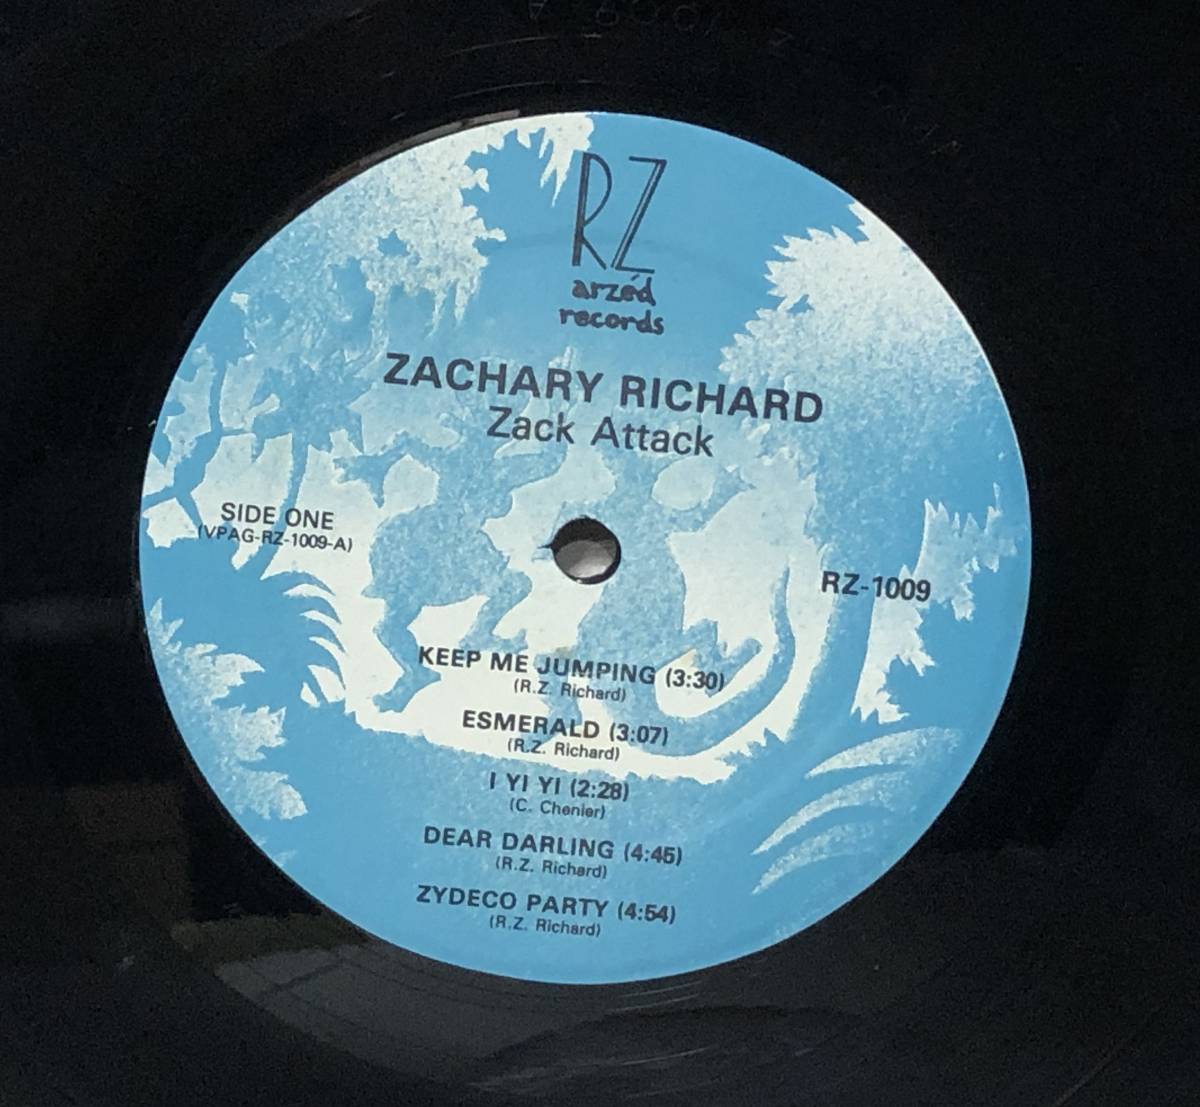 RZ
arzéd
records
ZACHARY RICHARD
Zack Attack
SIDE ONE
(VPAG-RZ-1009-A)
RZ-1009
KEEP ME JUMPING (3:30)
(R.Z. Richard)
ESMERALD (3:07)
(R.Z. Richard)
I YI YI (2:28)
(C. Chenier)
DEAR DARLING (4:45)
(R.Z. Richard)
ZYDECO PARTY (4:54)
(R.Z. Richard)